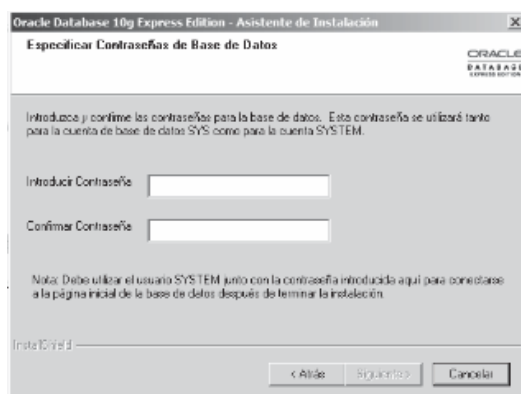 Oracle Database 10g Express Edition - Asistente de Instalación
Especificar Contraseñas de Base de Datos
ORACLE
DATABASE
EXPRESS EDITION
Introduzca y confirme las contraseñas para la base de datos. Esta contraseña se utilizará tanto
para la cuenta de base de datos SYS como para la cuenta SYSTEM.
Introducir Contraseña
Confirmar Contraseña
Nota: Debe utilizar el usuario SYSTEM junto con la contraseña introducida aquí para conectarse
a la página inicial de la base de datos después de terminar la instalación.
InstallShield
< Atrás
Siguiente >
Cancelar